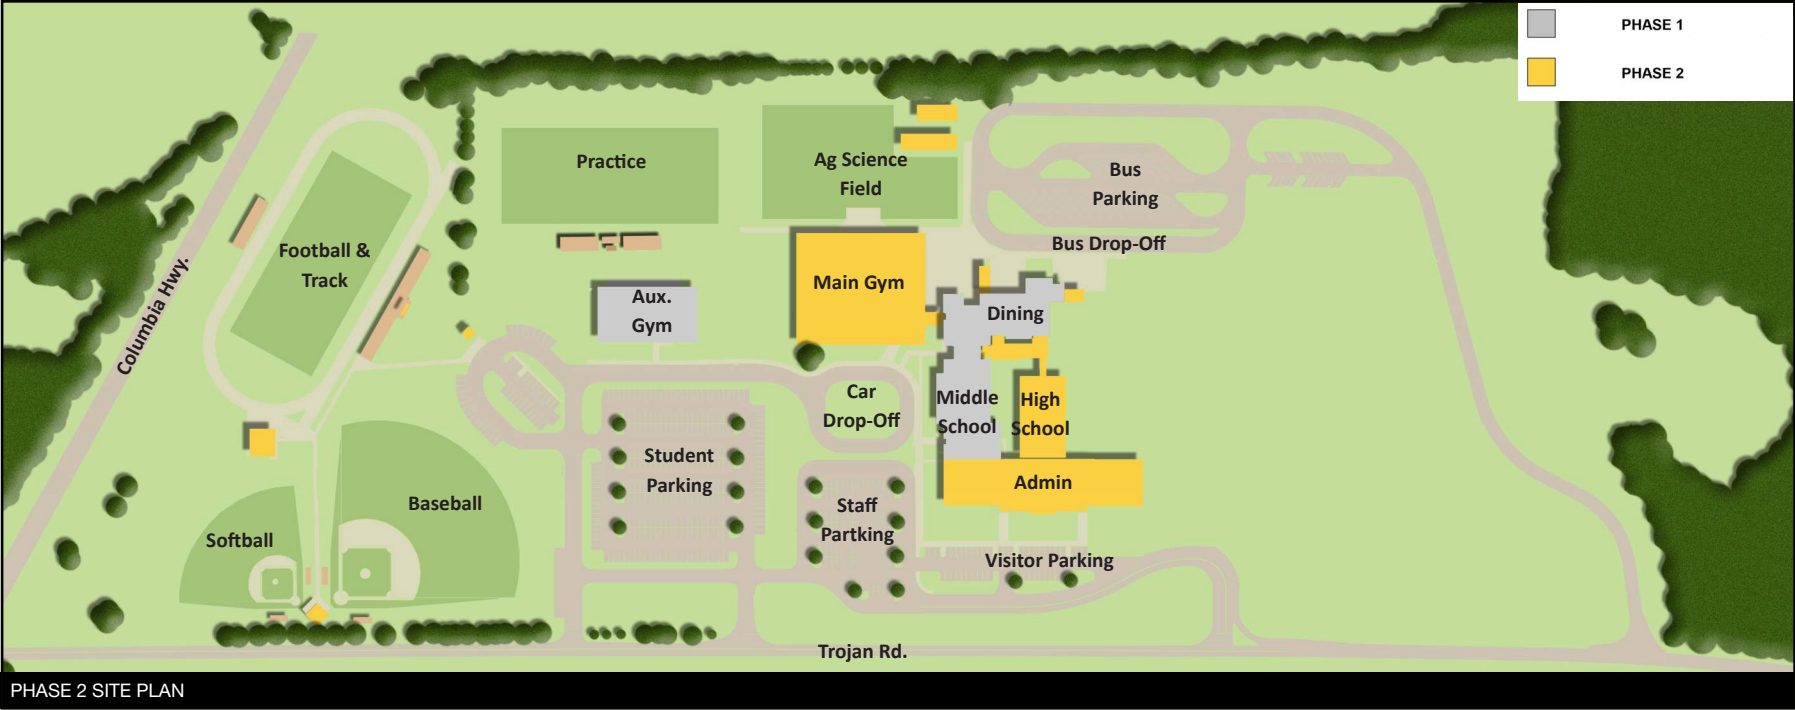 PHASE 1
PHASE 2
Practice
Ag Science
Field
Bus
Parking
Bus Drop-Off
Football &
Track
Columbia Hwy.
Main Gym
Aux.
Gym
Dining
Car
Drop-Off
Middle
School
High
School
Student
Parking
Admin
Staff
Partking
Baseball
Softball
Visitor Parking
Trojan Rd.
PHASE 2 SITE PLAN